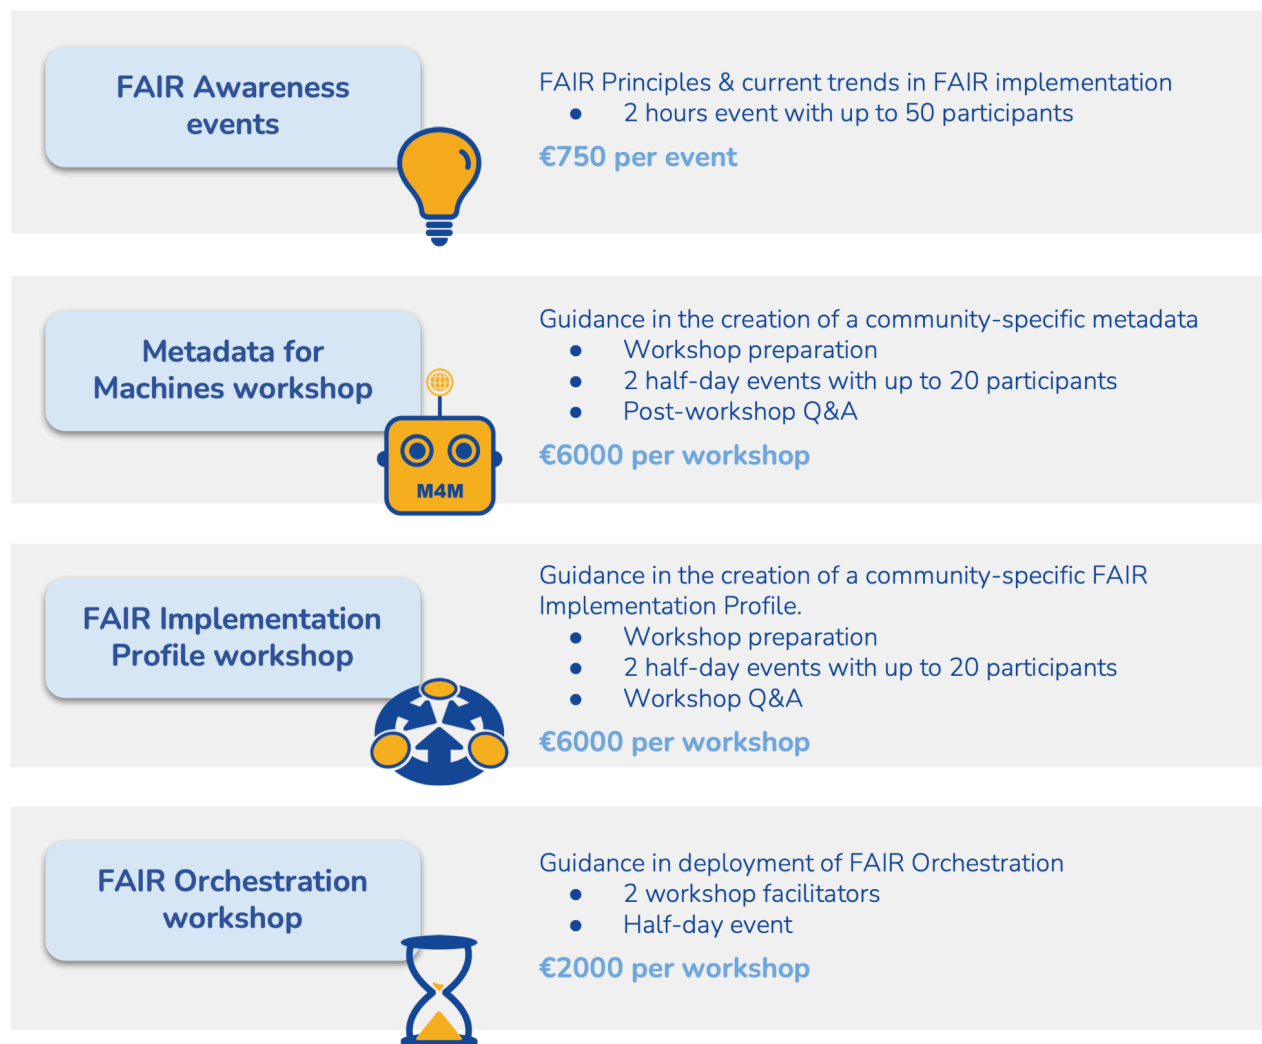 FAIR Awareness
events
FAIR Principles & current trends in FAIR implementation
● 2 hours event with up to 50 participants
€750 per event
Metadata for
Machines workshop
M4M
Guidance in the creation of a community-specific metadata
● Workshop preparation
● 2 half-day events with up to 20 participants
● Post-workshop Q&A
€6000 per workshop
FAIR Implementation
Profile workshop
Guidance in the creation of a community-specific FAIR
Implementation Profile.
● Workshop preparation
● 2 half-day events with up to 20 participants
● Workshop Q&A
€6000 per workshop
FAIR Orchestration
workshop
Guidance in deployment of FAIR Orchestration
● 2 workshop facilitators
● Half-day event
€2000 per workshop